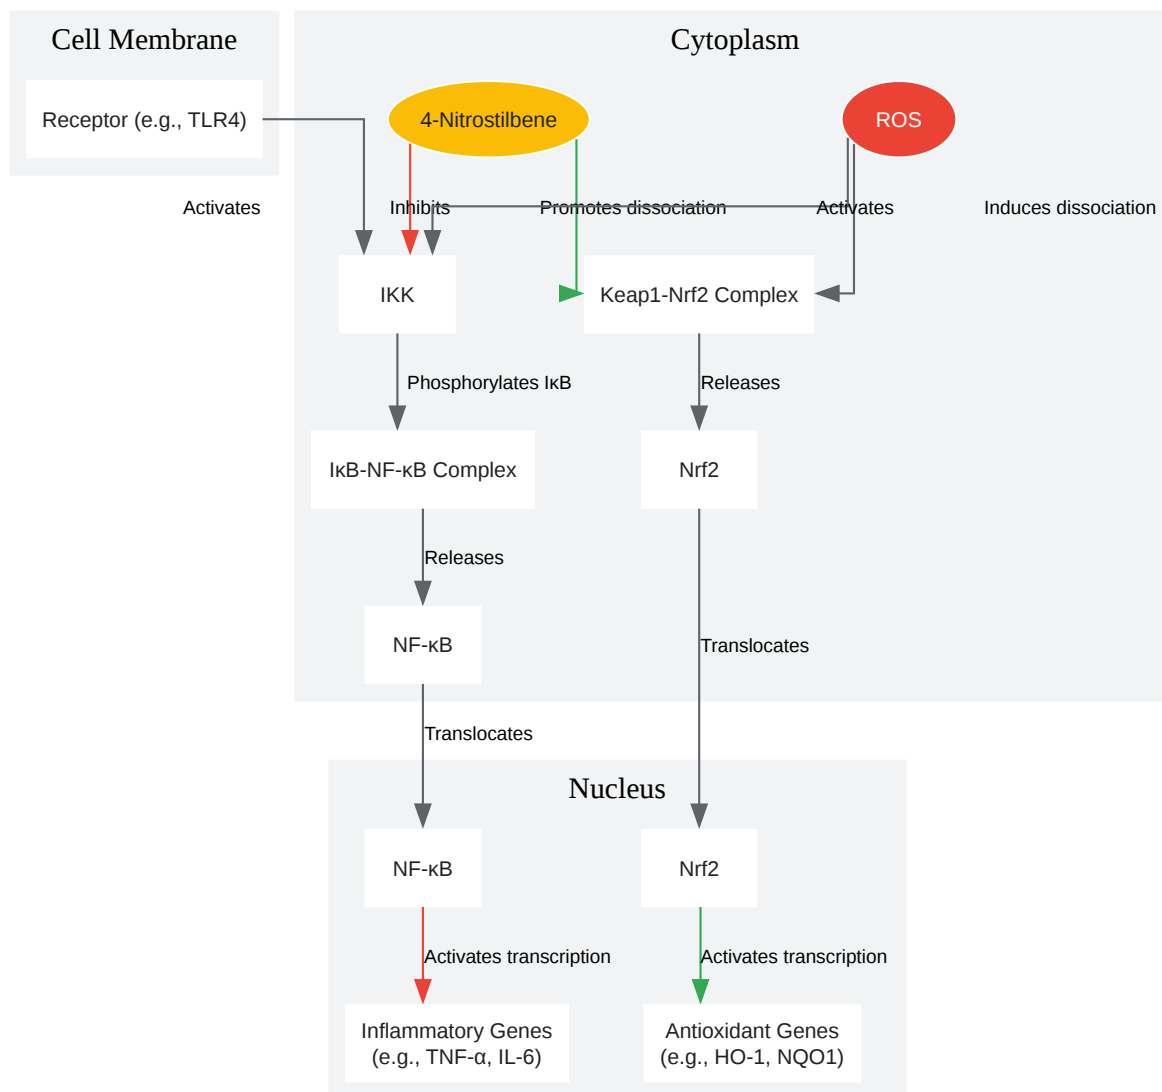 Cell Membrane
Cytoplasm
Receptor (e.g., TLR4)
4-Nitrostilbene
ROS
Activates
Inhibits
Promotes dissociation
Activates
Induces dissociation
IKK
Keap1-Nrf2 Complex
Phosphorylates IκB
Releases
IκB-NF-κB Complex
Nrf2
Releases
NF-κB
Translocates
Translocates
Nucleus
NF-κB
Nrf2
Activates transcription
Activates transcription
Inflammatory Genes
(e.g., TNF-α, IL-6)
Antioxidant Genes
(e.g., HO-1, NQO1)